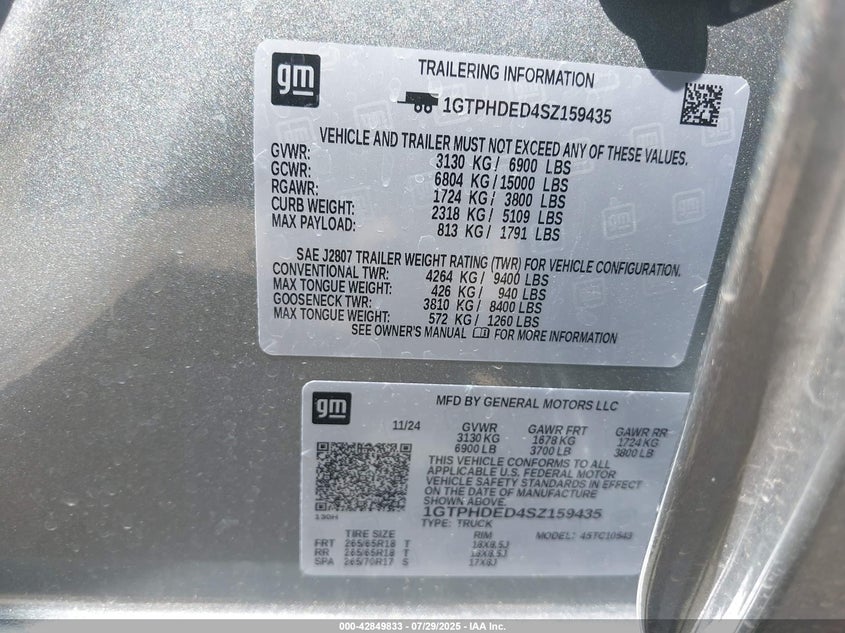 gm
TRAILERING INFORMATION
1GTPHDED4SZ159435
VEHICLE AND TRAILER MUST NOT EXCEED ANY OF THESE VALUES.
GVWR: 3130 KG / 6900 LBS
GCWR: 6804 KG / 15000 LBS
RGAWR: 1724 KG / 3800 LBS
CURB WEIGHT: 2318 KG / 5109 LBS
MAX PAYLOAD: 813 KG / 1791 LBS
SAE J2807 TRAILER WEIGHT RATING (TWR) FOR VEHICLE CONFIGURATION.
CONVENTIONAL TWR: 4264 KG / 9400 LBS
MAX TONGUE WEIGHT: 426 KG / 940 LBS
GOOSENECK TWR: 3810 KG / 8400 LBS
MAX TONGUE WEIGHT: 572 KG / 1260 LBS
SEE OWNER'S MANUAL FOR MORE INFORMATION
gm
MFD BY GENERAL MOTORS LLC
11/24 GVWR GAWR FRT GAWR RR
3130 KG 1678 KG 1724 KG
6900 LB 3700 LB 3800 LB
THIS VEHICLE CONFORMS TO ALL
APPLICABLE U.S. FEDERAL MOTOR
VEHICLE SAFETY STANDARDS IN EFFECT
ON THE DATE OF MANUFACTURE
SHOWN ABOVE.
1GTPHDED4SZ159435
130H TYPE: TRUCK
TIRE SIZE RIM MODEL: 4STC10543
FRT 265/65R18 T 18X8.5J
RR 265/65R18 T 18X8.5J
SPA 265/70R17 S 17X8J
000-42849833 - 07/29/2025 - IAA Inc.